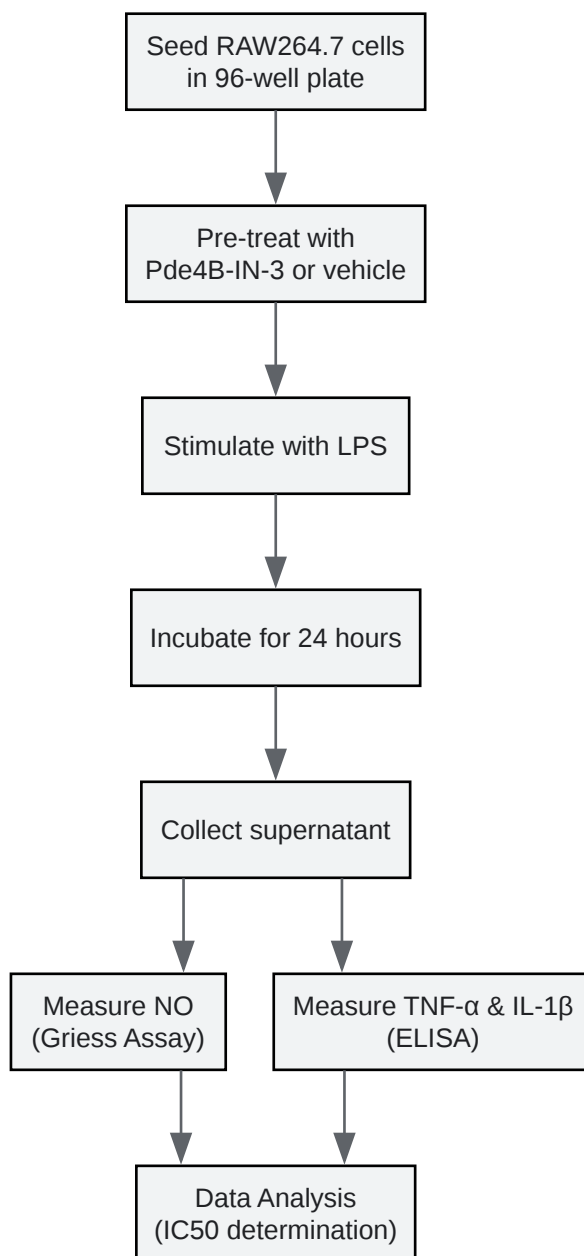 Seed RAW264.7 cells
in 96-well plate
Pre-treat with
Pde4B-IN-3 or vehicle
Stimulate with LPS
Incubate for 24 hours
Collect supernatant
Measure NO
(Griess Assay)
Measure TNF-α & IL-1β
(ELISA)
Data Analysis
(IC50 determination)